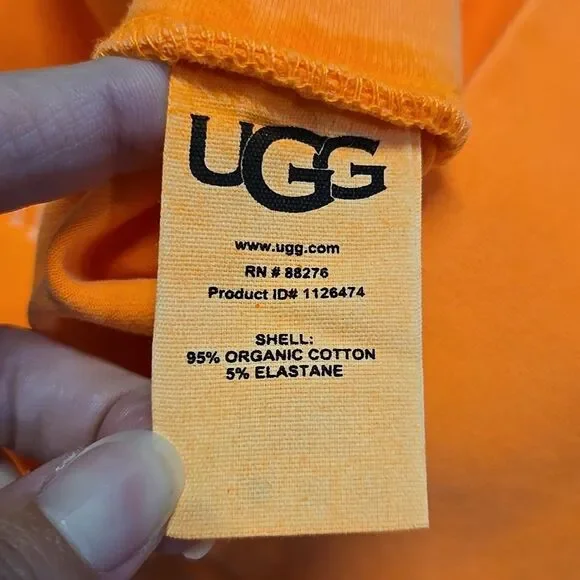 UGG
www.ugg.com
RN # 88276
Product ID# 1126474
SHELL:
95% ORGANIC COTTON
5% ELASTANE